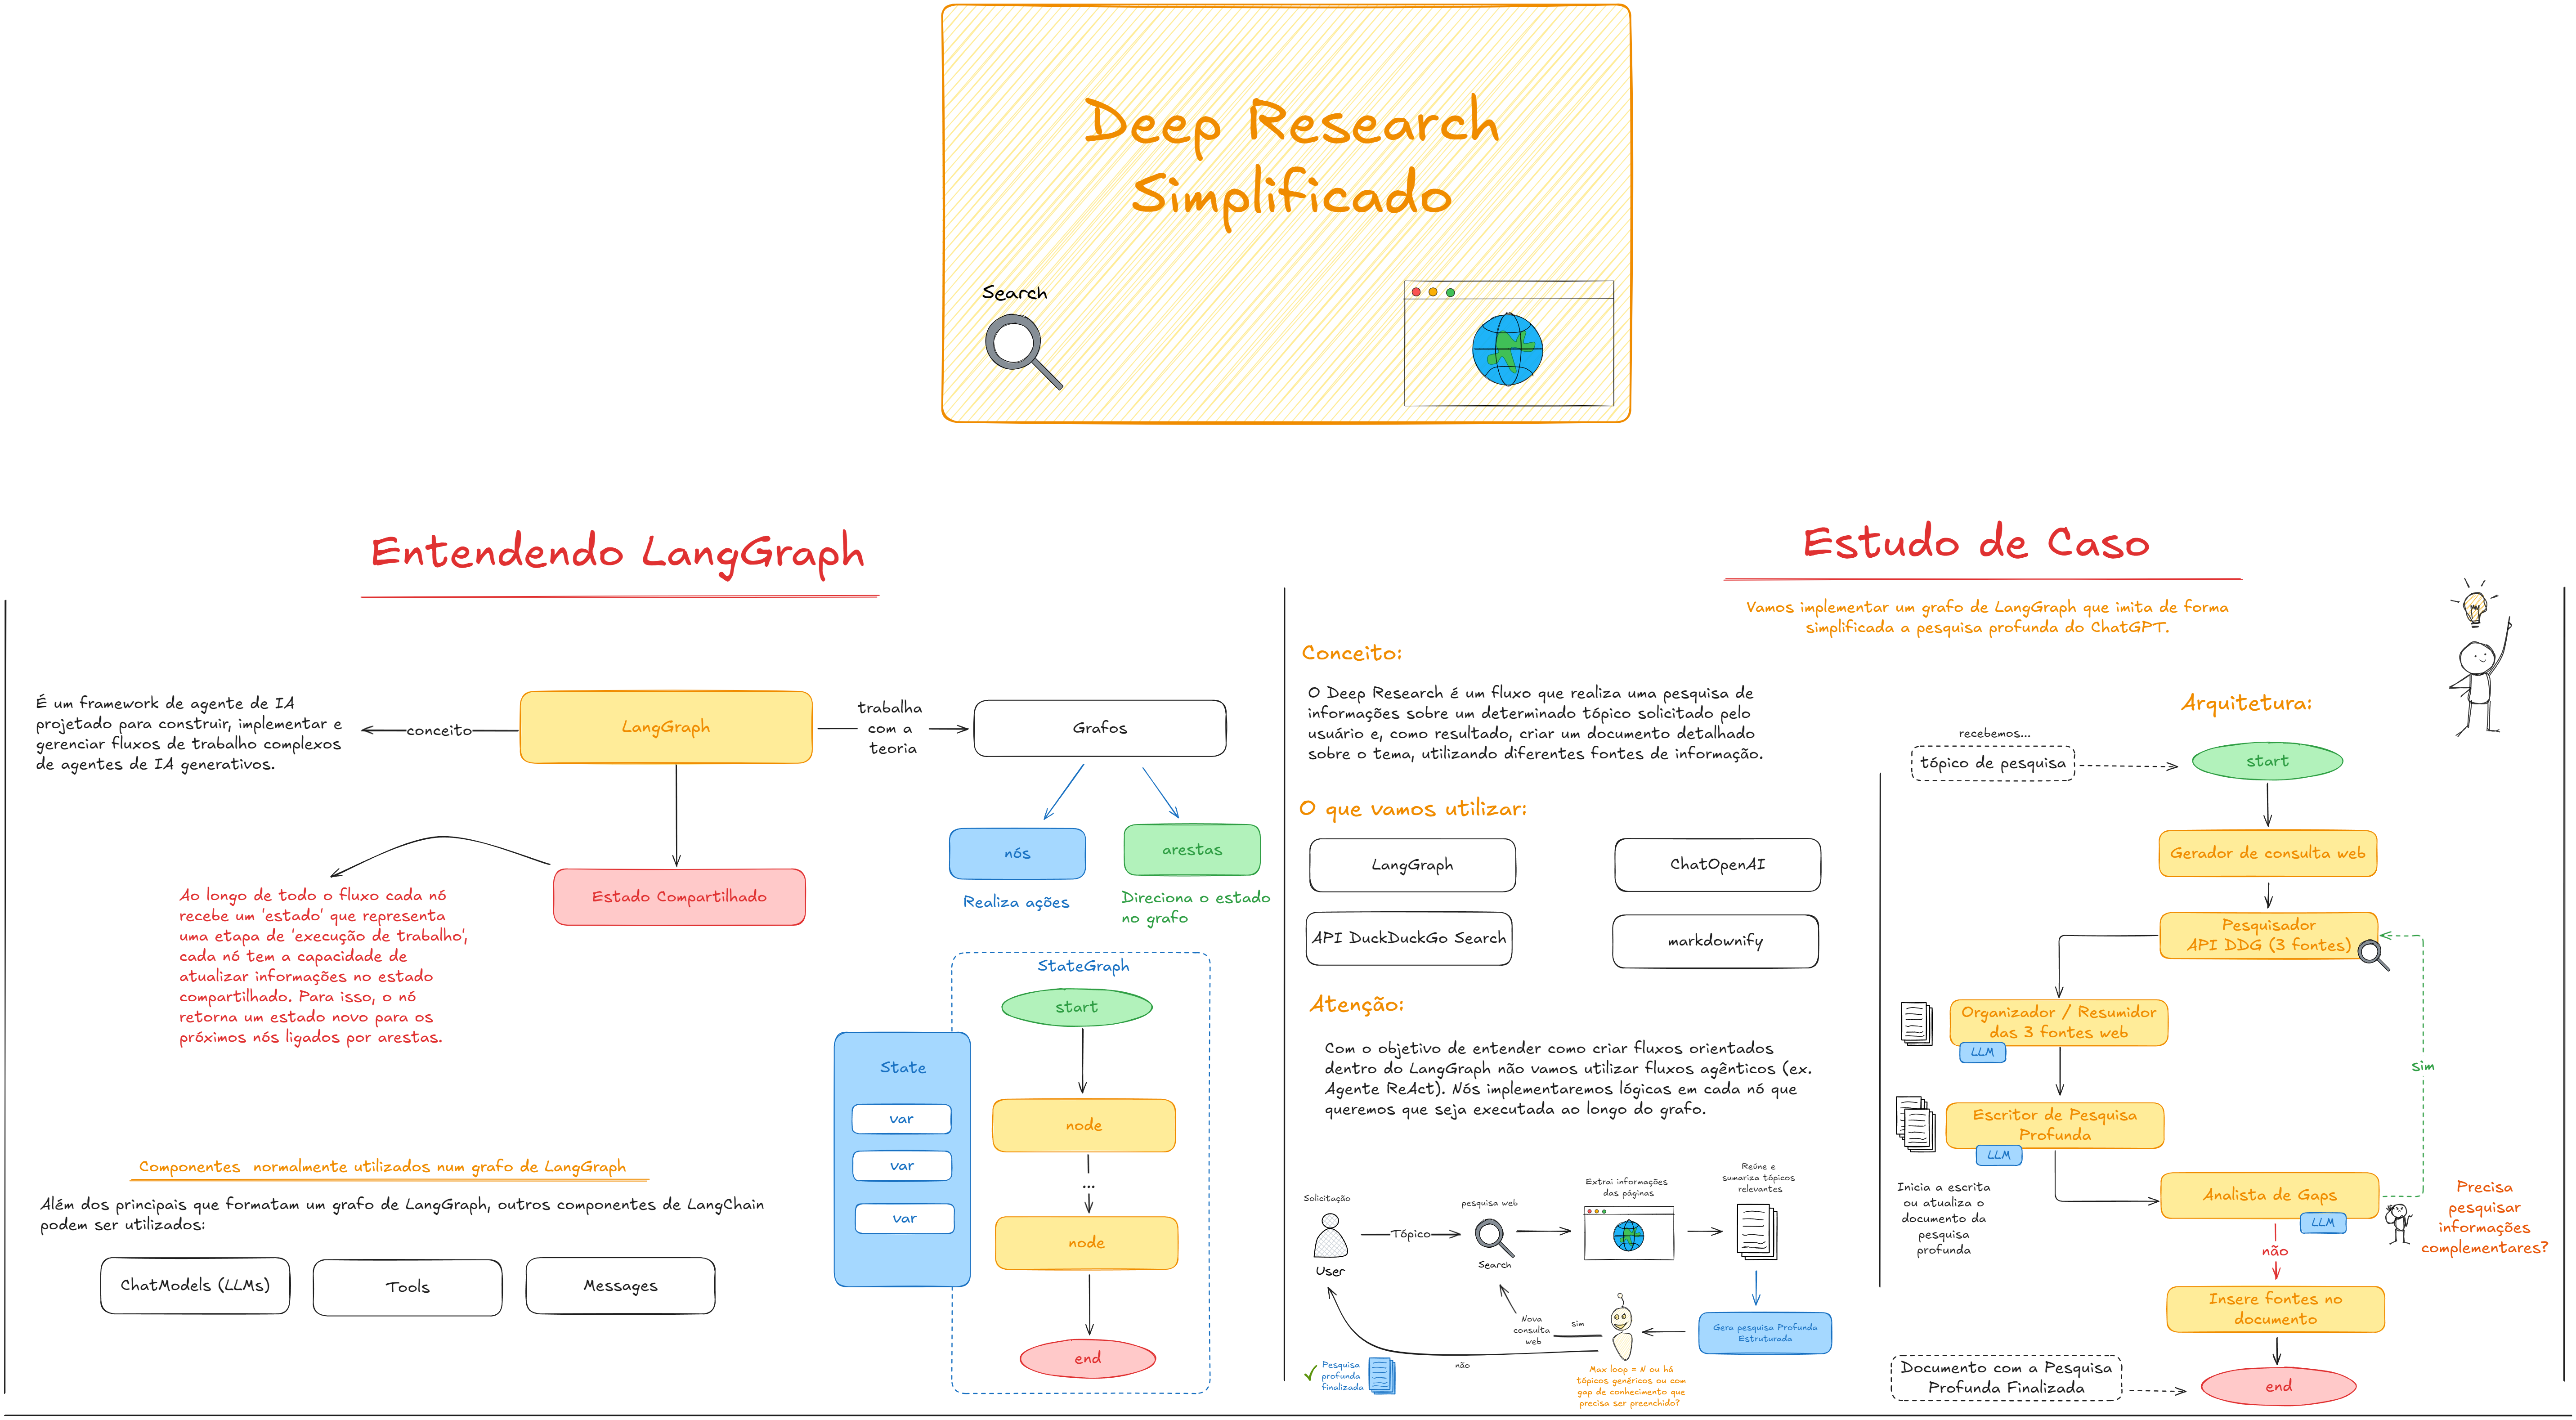 Deep Research
Simplificado
Search
Entendendo LangGraph
É um framework de agente de IA
projetado para construir, implementar e
gerenciar fluxos de trabalho complexos
de agentes de IA generativos.
conceito
LangGraph
trabalha
com a
teoria
Grafos
nós
Realiza ações
arestas
Direciona o estado
no grafo
Estado Compartilhado
Ao longo de todo o fluxo cada nó
recebe um 'estado' que representa
uma etapa de 'execução de trabalho',
cada nó tem a capacidade de
atualizar informações no estado
compartilhado. Para isso, o nó
retorna um estado novo para os
próximos nós ligados por arestas.
StateGraph
start
State
var
var
var
node
...
node
end
Componentes normalmente utilizados num grafo de LangGraph
Além dos principais que formatam um grafo de LangGraph, outros componentes de LangChain
podem ser utilizados:
ChatModels (LLMs)
Tools
Messages
Estudo de Caso
Vamos implementar um grafo de LangGraph que imita de forma
simplificada a pesquisa profunda do ChatGPT.
Conceito:
O Deep Research é um fluxo que realiza uma pesquisa de
informações sobre um determinado tópico solicitado pelo
usuário e, como resultado, criar um documento detalhado
sobre o tema, utilizando diferentes fontes de informação.
O que vamos utilizar:
LangGraph
ChatOpenAI
API DuckDuckGo Search
markdownify
Atenção:
Com o objetivo de entender como criar fluxos orientados
dentro do LangGraph não vamos utilizar fluxos agênticos (ex.
Agente ReAct). Nós implementaremos lógicas em cada nó que
queremos que seja executada ao longo do grafo.
Solicitação
User
Tópico
pesquisa web
Search
Extrai informações
das páginas
Reúne e
sumariza tópicos
relevantes
Gera pesquisa Profunda
Estruturada
Nova
consulta
web
sim
não
Max loop = N ou há
tópicos genéricos ou com
gap de conhecimento que
precisa ser preenchido?
Pesquisa
profunda
finalizada
Arquitetura:
recebemos...
tópico de pesquisa
start
Gerador de consulta web
Pesquisador
API DDG (3 fontes)
Organizador / Resumidor
das 3 fontes web
LLM
Escritor de Pesquisa
Profunda
LLM
Inicia a escrita
ou atualiza o
documento da
pesquisa
profunda
Analista de Gaps
LLM
sim
Precisa
pesquisar
informações
complementares?
não
Insere fontes no
documento
Documento com a Pesquisa
Profunda Finalizada
end